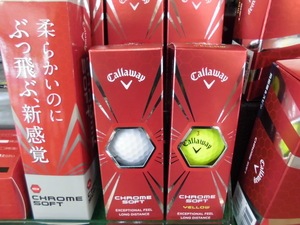 柔らかいのに
ぶっ飛ぶ新感覚
CHROME
SOFT
Callaway
CHROME
SOFT
EXCEPTIONAL FEEL
LONG DISTANCE
Callaway
Callaway
CHROME
SOFT
YELLOW
EXCEPTIONAL FEEL
LONG DISTANCE